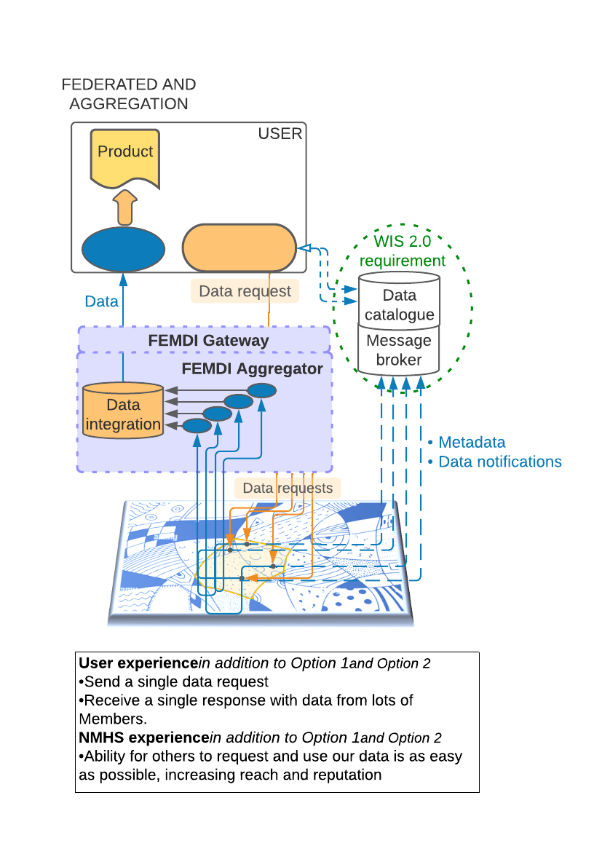 FEDERATED AND
AGGREGATION
USER
Product
WIS 2.0
requirement
Data request
Data
catalogue
Data
Message
broker
FEMDI Gateway
FEMDI Aggregator
Data
integration
• Metadata
• Data notifications
Data requests
User experiencein addition to Option 1and Option 2
•Send a single data request
•Receive a single response with data from lots of
Members.
NMHS experiencein addition to Option 1and Option 2
•Ability for others to request and use our data is as easy
as possible, increasing reach and reputation